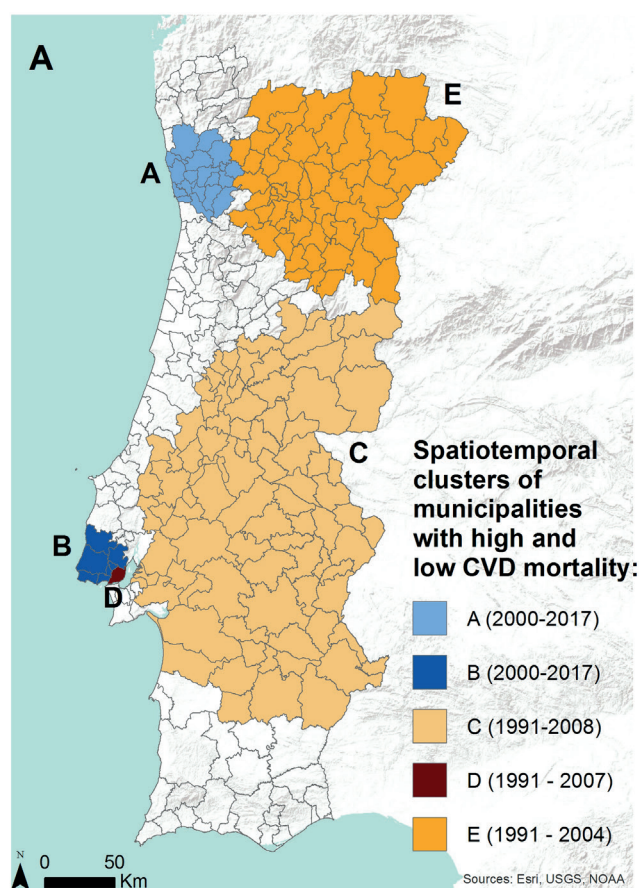 A
E
A
C
B
D
Spatiotemporal
clusters of
municipalities
with high and
low CVD mortality:
A (2000-2017)
B (2000-2017)
C (1991-2008)
D (1991 - 2007)
E (1991 - 2004)
N
0 50
Km
Sources: Esri, USGS, NOAA